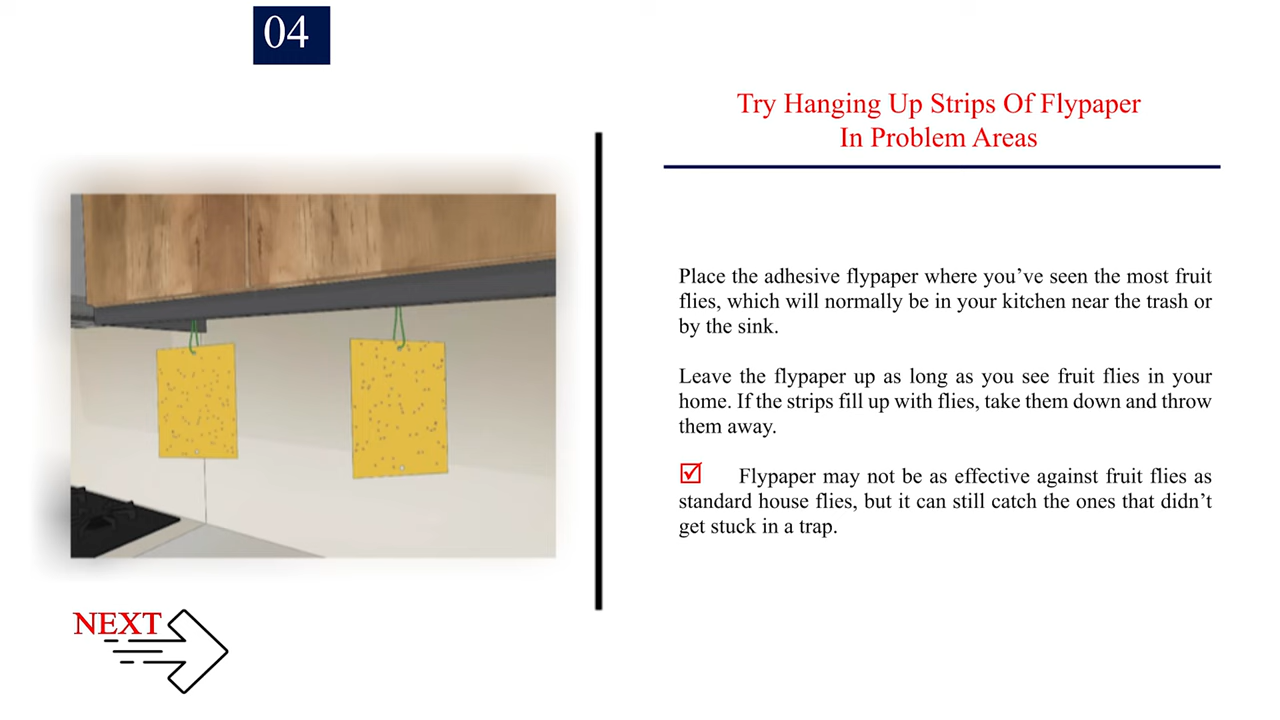 04
Try Hanging Up Strips Of Flypaper
In Problem Areas
Place the adhesive flypaper where you’ve seen the most fruit
flies, which will normally be in your kitchen near the trash or
by the sink.
Leave the flypaper up as long as you see fruit flies in your
home. If the strips fill up with flies, take them down and throw
them away.
Flypaper may not be as effective against fruit flies as
standard house flies, but it can still catch the ones that didn’t
get stuck in a trap.
NEXT